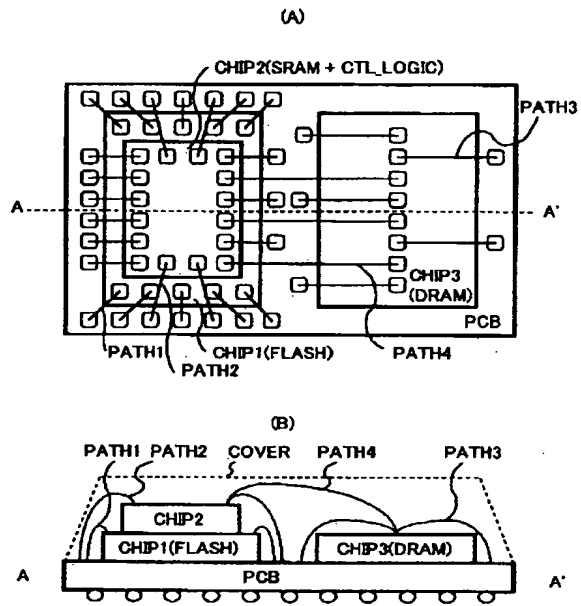 (A)
CHIP2(SRAM + CTL_LOGIC)
PATH3
A
A'
CHIP3
(DRAM)
PCB
PATH1
PATH2
CHIP1(FLASH)
PATH4
(B)
PATH1
PATH2
COVER
PATH4
PATH3
CHIP2
CHIP1(FLASH)
CHIP3(DRAM)
A
PCB
A'